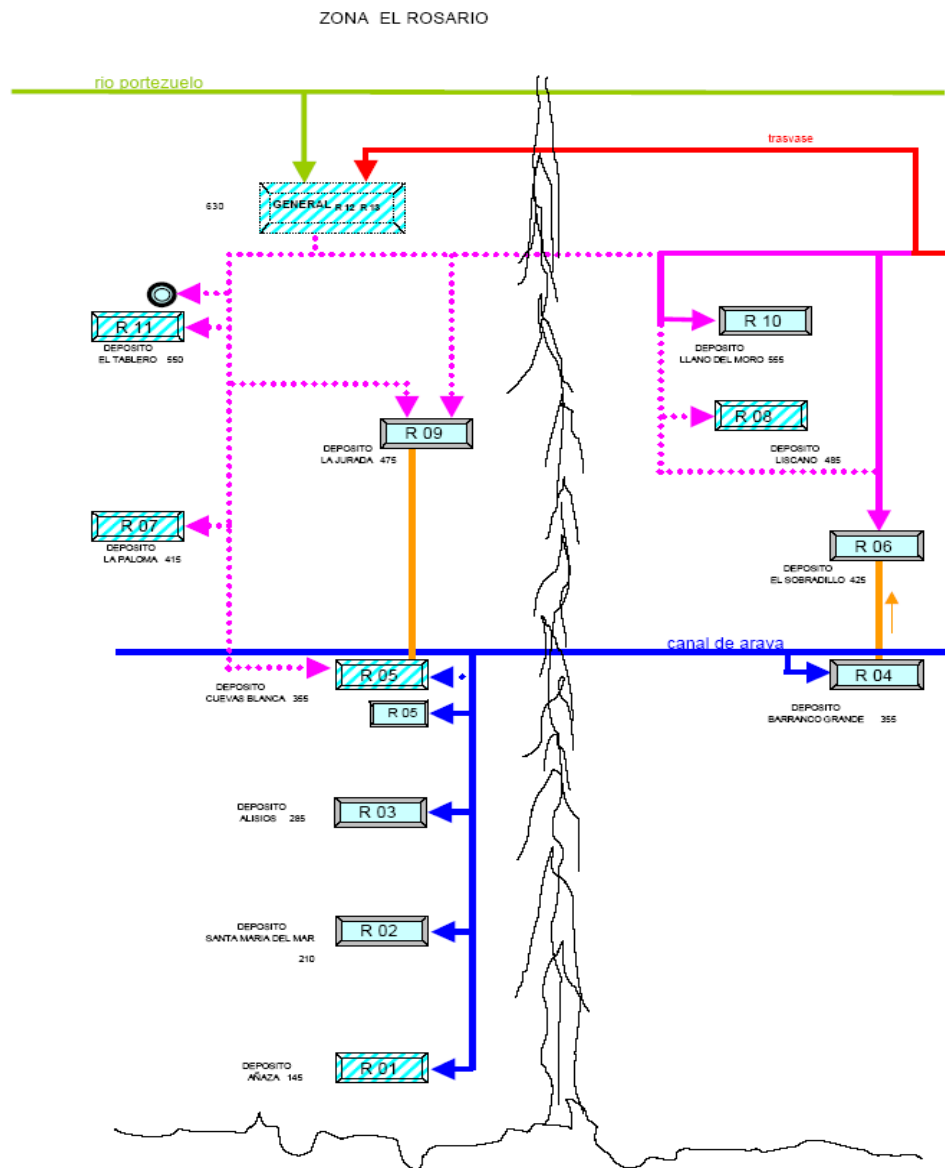 ZONA EL ROSARIO
rio portezuelo
trasvase
630
GENERAL R 12 R 13
R 11
DEPOSITO
EL TABLERO 550
R 10
DEPOSITO
LLANO DEL MORO 555
R 08
DEPOSITO
LISCANO 485
R 09
DEPOSITO
LA JURADA 475
R 07
DEPOSITO
LA PALOMA 415
R 06
DEPOSITO
EL SOBRADILLO 425
canal de araya
R 05
DEPOSITO
CUEVAS BLANCA 355
R 04
DEPOSITO
BARRANCO GRANDE 355
R 05
DEPOSITO
ALISIOS 285
R 03
DEPOSITO
SANTA MARIA DEL MAR
210
R 02
DEPOSITO
AÑAZA 145
R 01